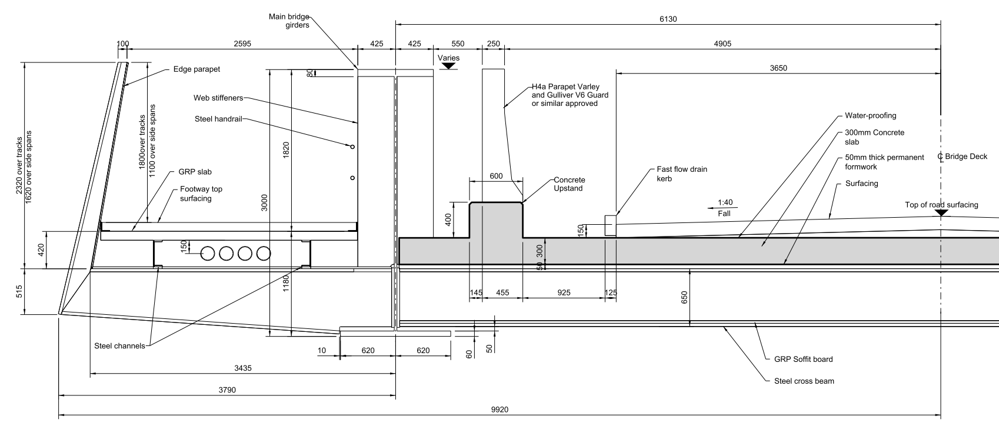 Main bridge
girders
6130
100
2595
425
425
550
250
4905
Varies
80
Edge parapet
3650
H4a Parapet Varley
and Gulliver V6 Guard
or similar approved
Web stiffeners
Steel handrail
Water-proofing
300mm Concrete
slab
2320 over tracks
1620 over side spans
1800over tracks
1100 over side spans
1820
3000
C Bridge Deck
L
50mm thick permanent
formwork
GRP slab
Footway top
surfacing
600
Concrete
Upstand
Fast flow drain
kerb
Surfacing
1:40
Fall
Top of road surfacing
400
150
420
150
300
50
515
1180
145
455
925
125
650
Steel channels
10
620
620
60
50
GRP Soffit board
3435
Steel cross beam
3790
9920